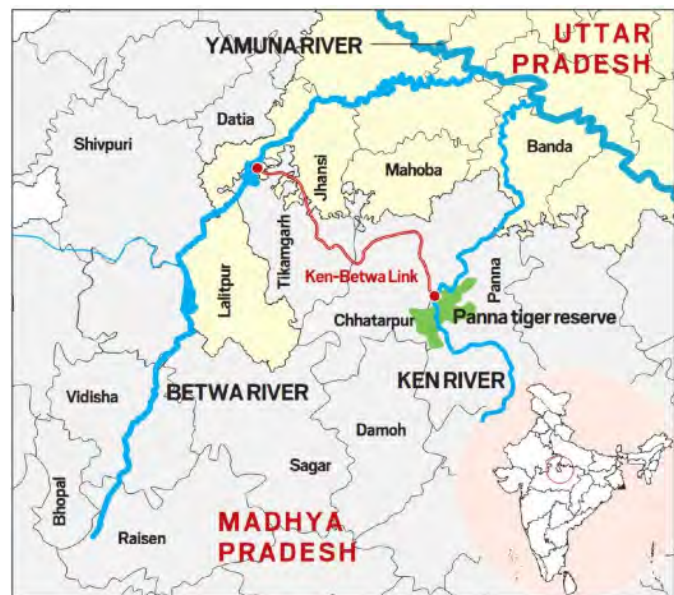 YAMUNA RIVER
UTTAR
PRADESH
Datia
Shivpuri
Banda
Mahoba
Jhansi
Tikamgarh
Lalitpur
Ken-Betwa Link
Panna
Chhatarpur
Panna tiger reserve
Vidisha
BETWA RIVER
KEN RIVER
Damoh
Sagar
Bhopal
Raisen
MADHYA
PRADESH